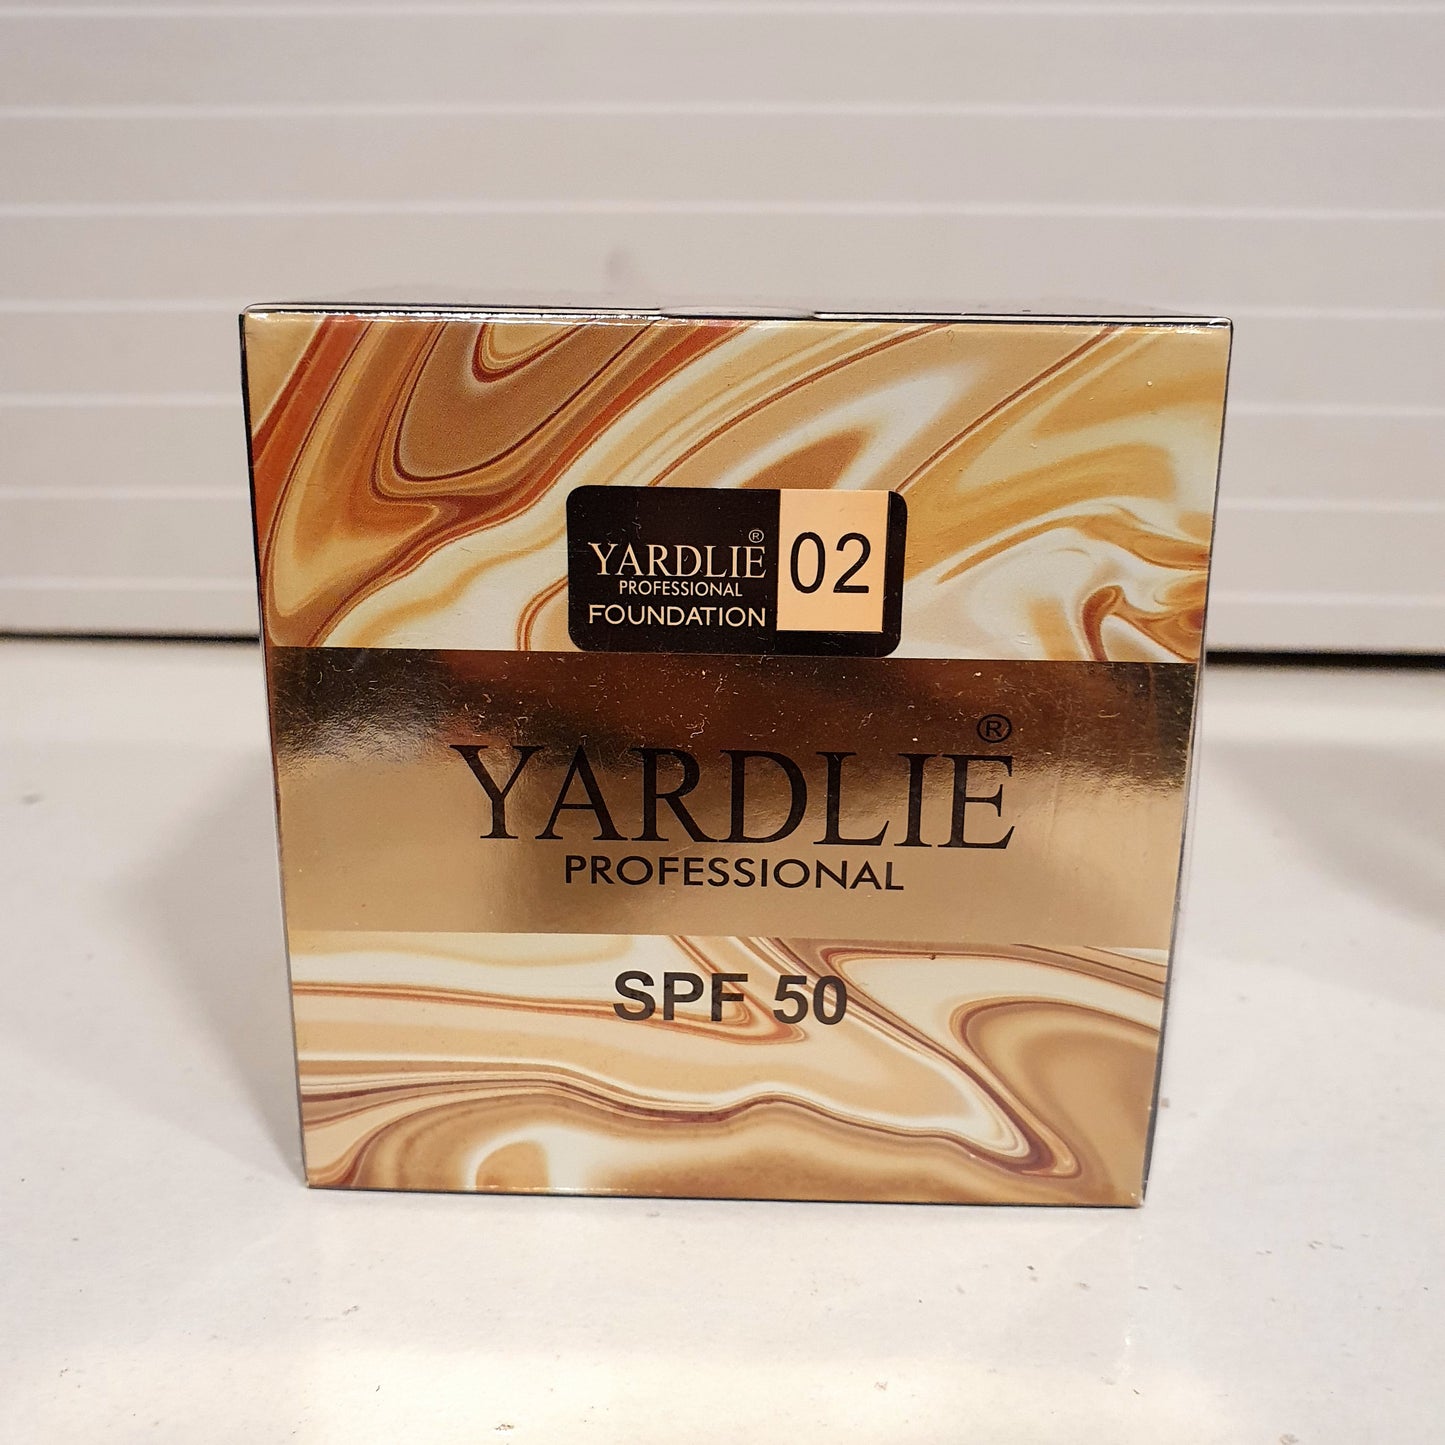 YARDLIE®
PROFESSIONAL
FOUNDATION
02
YARDLIE®
PROFESSIONAL
SPF 50